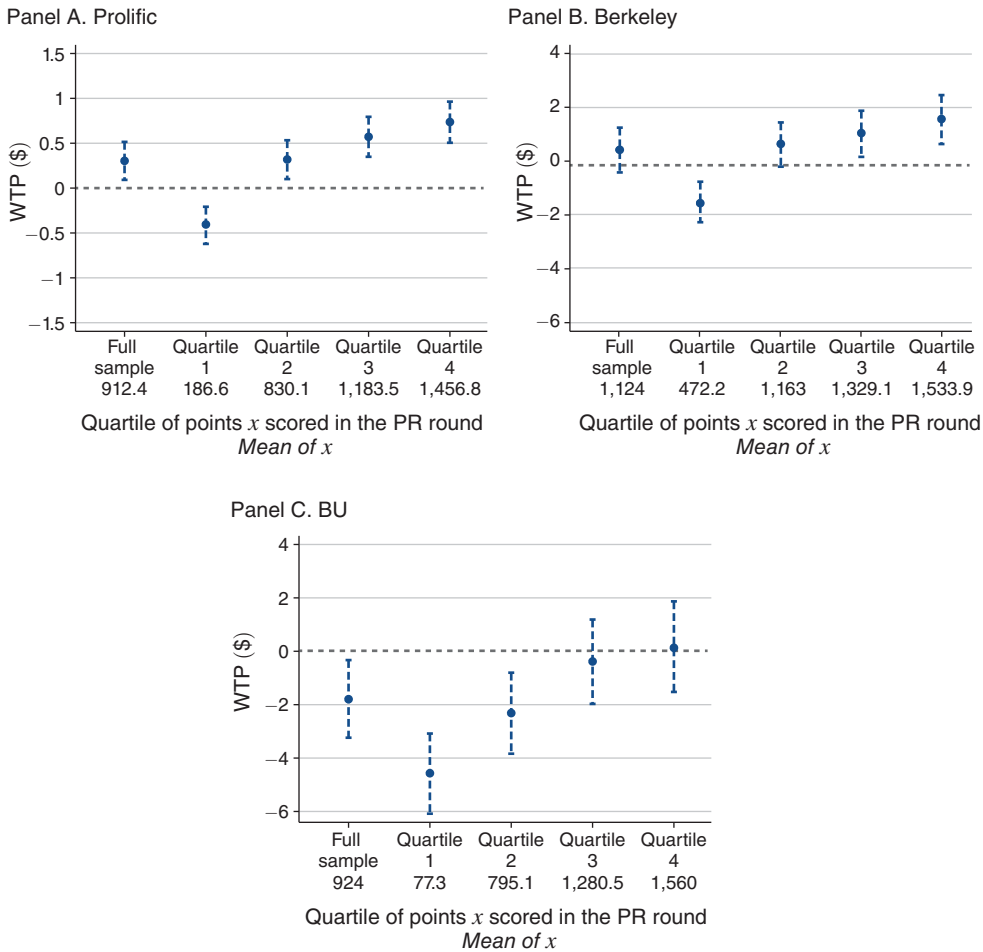 Panel A. Prolific
WTP ($)
1.5
1
0.5
0
−0.5
−1
−1.5
Full sample 912.4
Quartile 1 186.6
Quartile 2 830.1
Quartile 3 1,183.5
Quartile 4 1,456.8
Quartile of points x scored in the PR round
Mean of x
Panel B. Berkeley
WTP ($)
4
2
0
−2
−4
−6
Full sample 1,124
Quartile 1 472.2
Quartile 2 1,163
Quartile 3 1,329.1
Quartile 4 1,533.9
Quartile of points x scored in the PR round
Mean of x
Panel C. BU
WTP ($)
4
2
0
−2
−4
−6
Full sample 924
Quartile 1 77.3
Quartile 2 795.1
Quartile 3 1,280.5
Quartile 4 1,560
Quartile of points x scored in the PR round
Mean of x